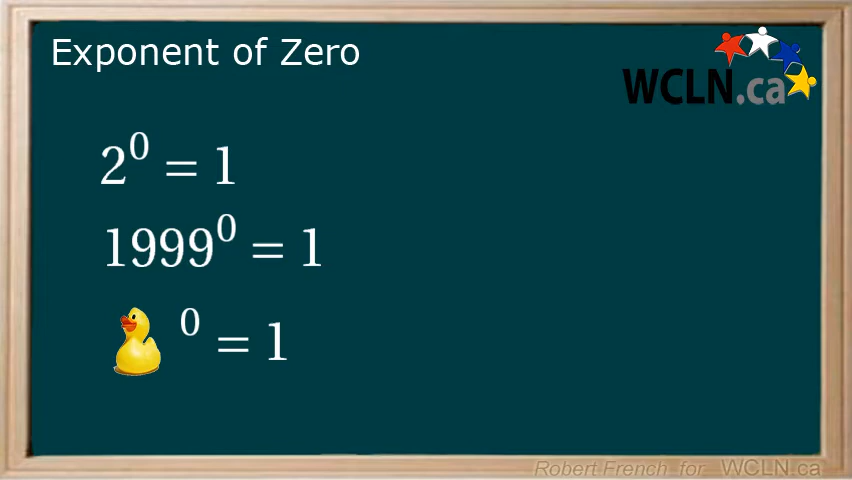 Exponent of Zero
WCLN.ca
2⁰ = 1
1999⁰ = 1
⁰ = 1
Robert French for WCLN.ca